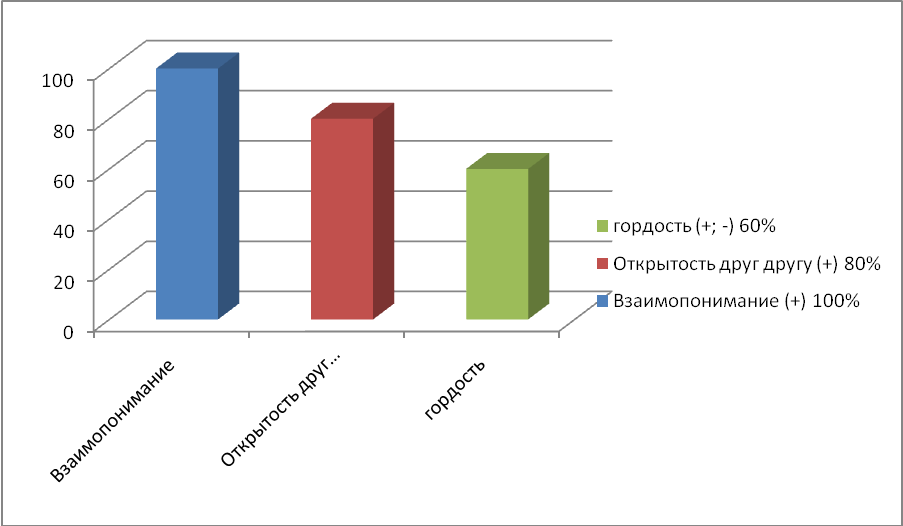 100
80
60
40
20
0
Взаимопонимание
Открытость друг...
гордость
гордость (+; -) 60%
Открытость друг другу (+) 80%
Взаимопонимание (+) 100%